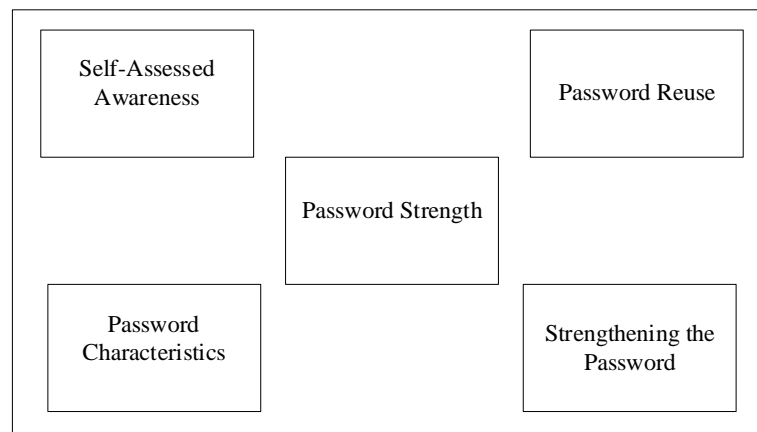 Self-Assessed
Awareness
Password Reuse
Password Strength
Password
Characteristics
Strengthening the
Password